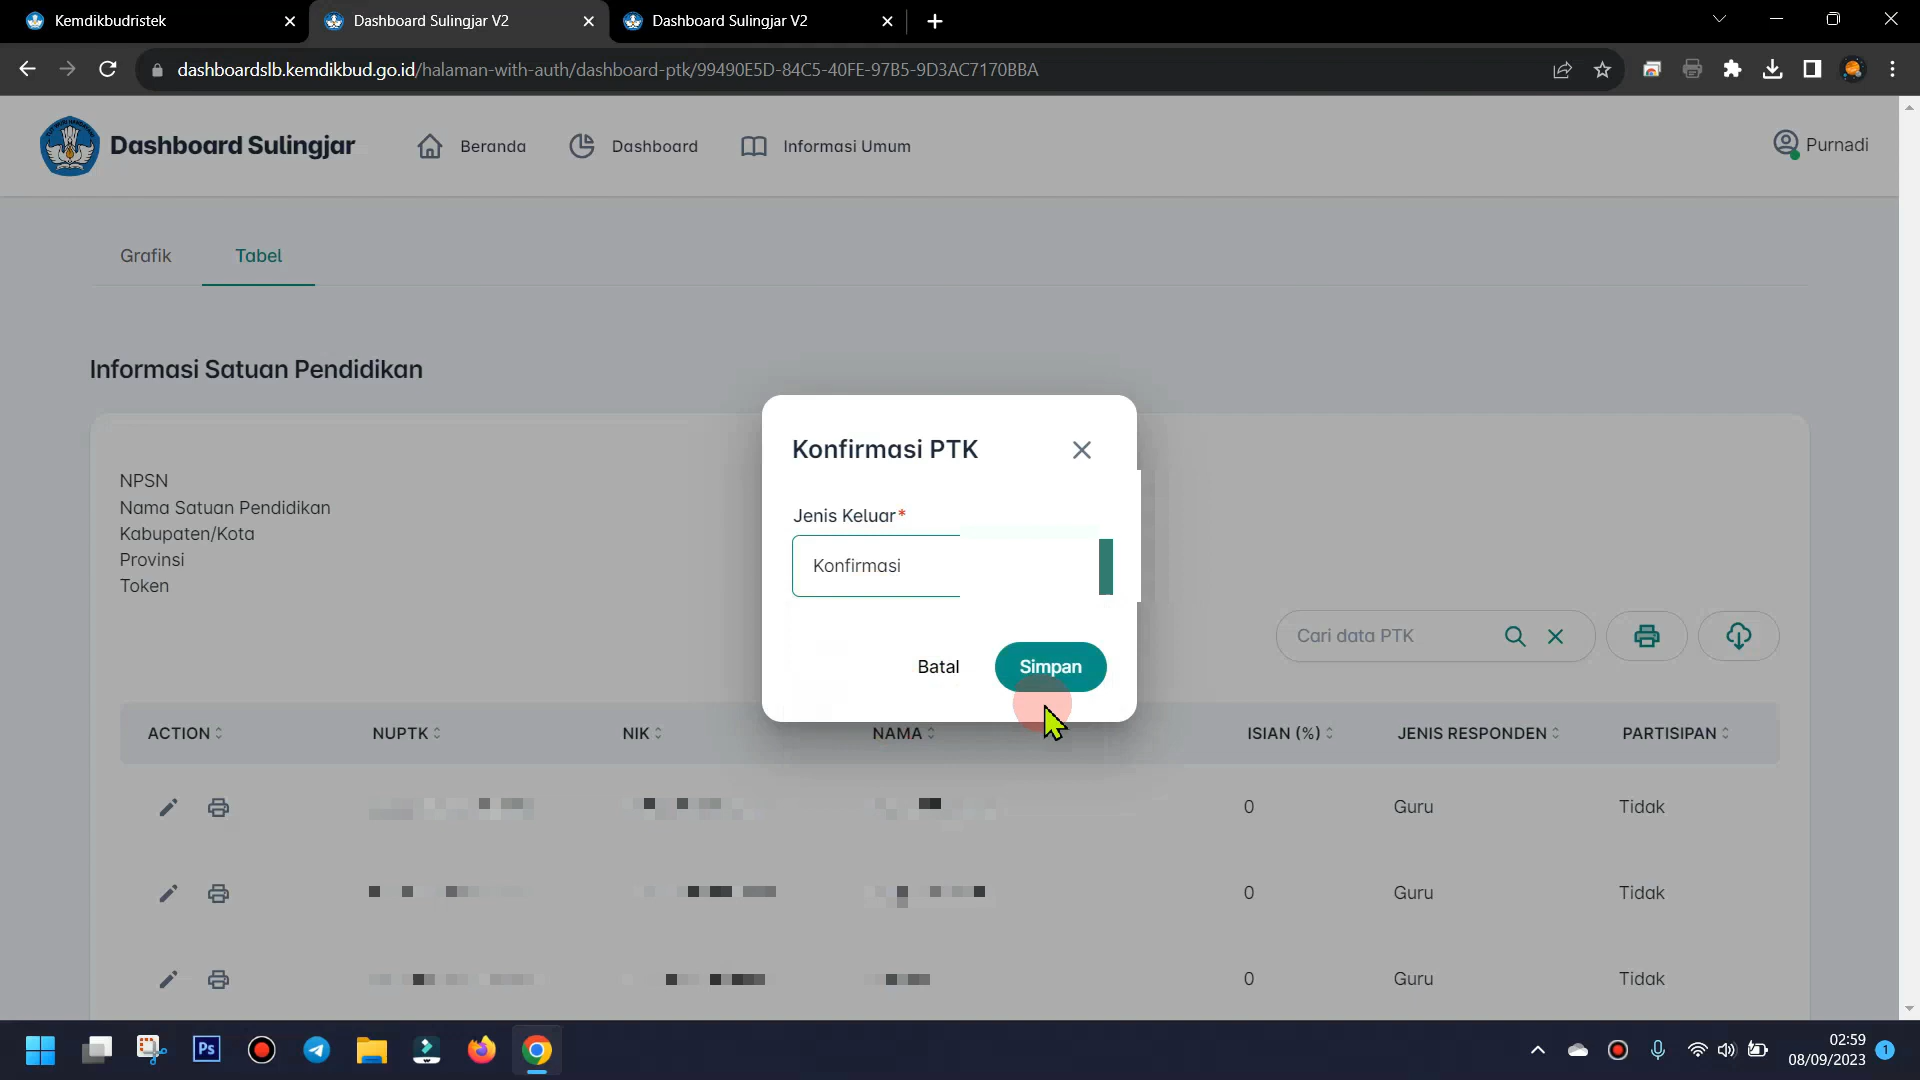 Kemdikbudristek
Dashboard Sulingjar V2
Dashboard Sulingjar V2
dashboardslb.kemdikbud.go.id/halaman-with-auth/dashboard-ptk/99490E5D-84C5-40FE-97B5-9D3AC7170BBA
Dashboard Sulingjar
Beranda
Dashboard
Informasi Umum
Purnadi
Grafik
Tabel
Informasi Satuan Pendidikan
NPSN
Nama Satuan Pendidikan
Kabupaten/Kota
Provinsi
Token
Konfirmasi PTK
Jenis Keluar*
Konfirmasi
Batal
Simpan
Cari data PTK
ACTION NUPTK NIK NAMA ISIAN (%) JENIS RESPONDEN PARTISIPAN
0 Guru Tidak
0 Guru Tidak
0 Guru Tidak
Ps
02:59
08/09/2023
1